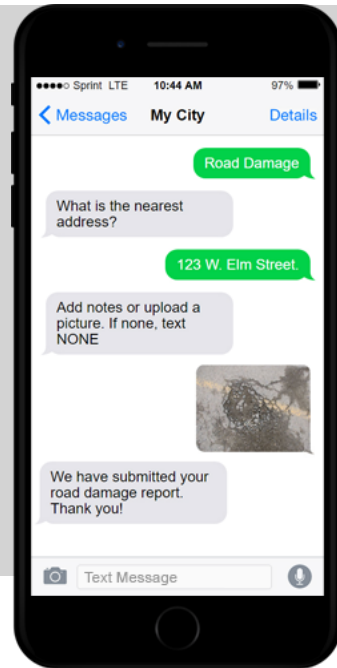 Sprint LTE 10:44 AM 97%
Messages My City Details
Road Damage
What is the nearest
address?
123 W. Elm Street.
Add notes or upload a
picture. If none, text
NONE
We have submitted your
road damage report.
Thank you!
Text Message